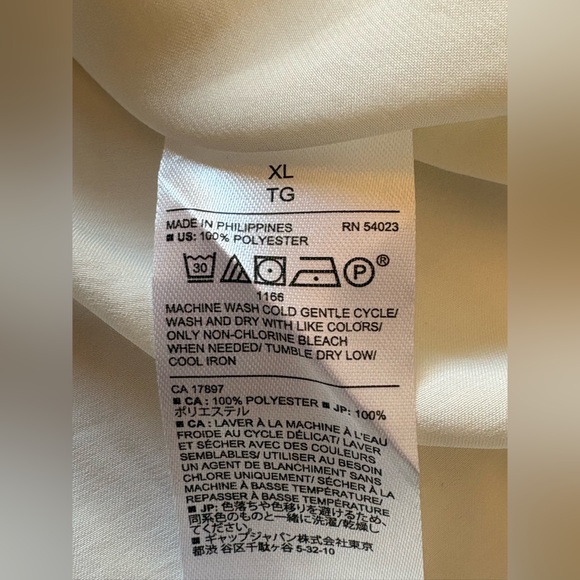 XL
TG
MADE IN PHILIPPINES RN 54023
■ US: 100% POLYESTER
30 P ®
1166
MACHINE WASH COLD GENTLE CYCLE/
WASH AND DRY WITH LIKE COLORS/
ONLY NON-CHLORINE BLEACH
WHEN NEEDED/ TUMBLE DRY LOW/
COOL IRON
CA 17897
■ CA : 100% POLYESTER ■ JP: 100%
ポリエステル
■ CA : LAVER À LA MACHINE À L'EAU
FROIDE AU CYCLE DÉLICAT/ LAVER
ET SÉCHER AVEC DES COULEURS
SEMBLABLES/ UTILISER AU BESOIN
UN AGENT DE BLANCHIMENT SANS
CHLORE UNIQUEMENT/ SÉCHER À LA
MACHINE À BASSE TEMPÉRATURE/
REPASSER À BASSE TEMPÉRATURE
■ JP: 色落ちや色移りを避けるため、
同系色のものと一緒に洗濯/乾燥し
てください。
■ ギャップジャパン株式会社東京
都渋 谷区千駄ヶ谷 5-32-10